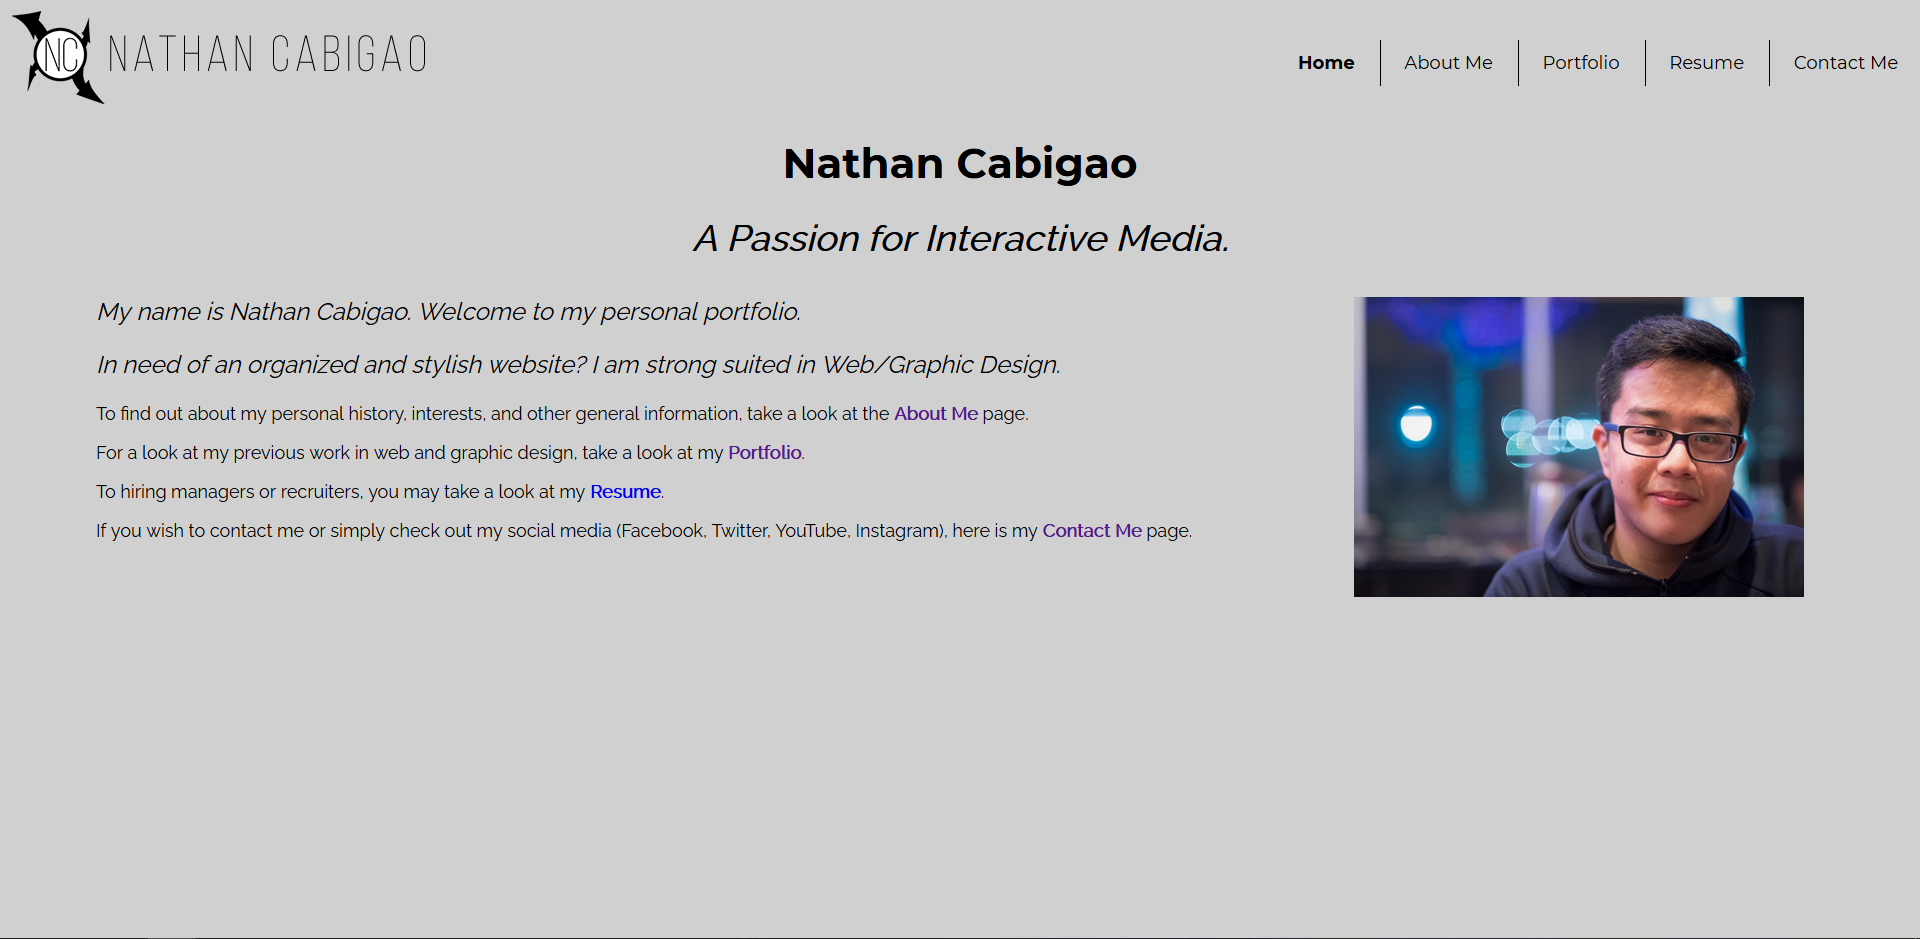 NC NATHAN CABIGAO
Home About Me Portfolio Resume Contact Me
Nathan Cabigao
A Passion for Interactive Media.
My name is Nathan Cabigao. Welcome to my personal portfolio.
In need of an organized and stylish website? I am strong suited in Web/Graphic Design.
To find out about my personal history, interests, and other general information, take a look at the About Me page.
For a look at my previous work in web and graphic design, take a look at my Portfolio.
To hiring managers or recruiters, you may take a look at my Resume.
If you wish to contact me or simply check out my social media (Facebook, Twitter, YouTube, Instagram), here is my Contact Me page.